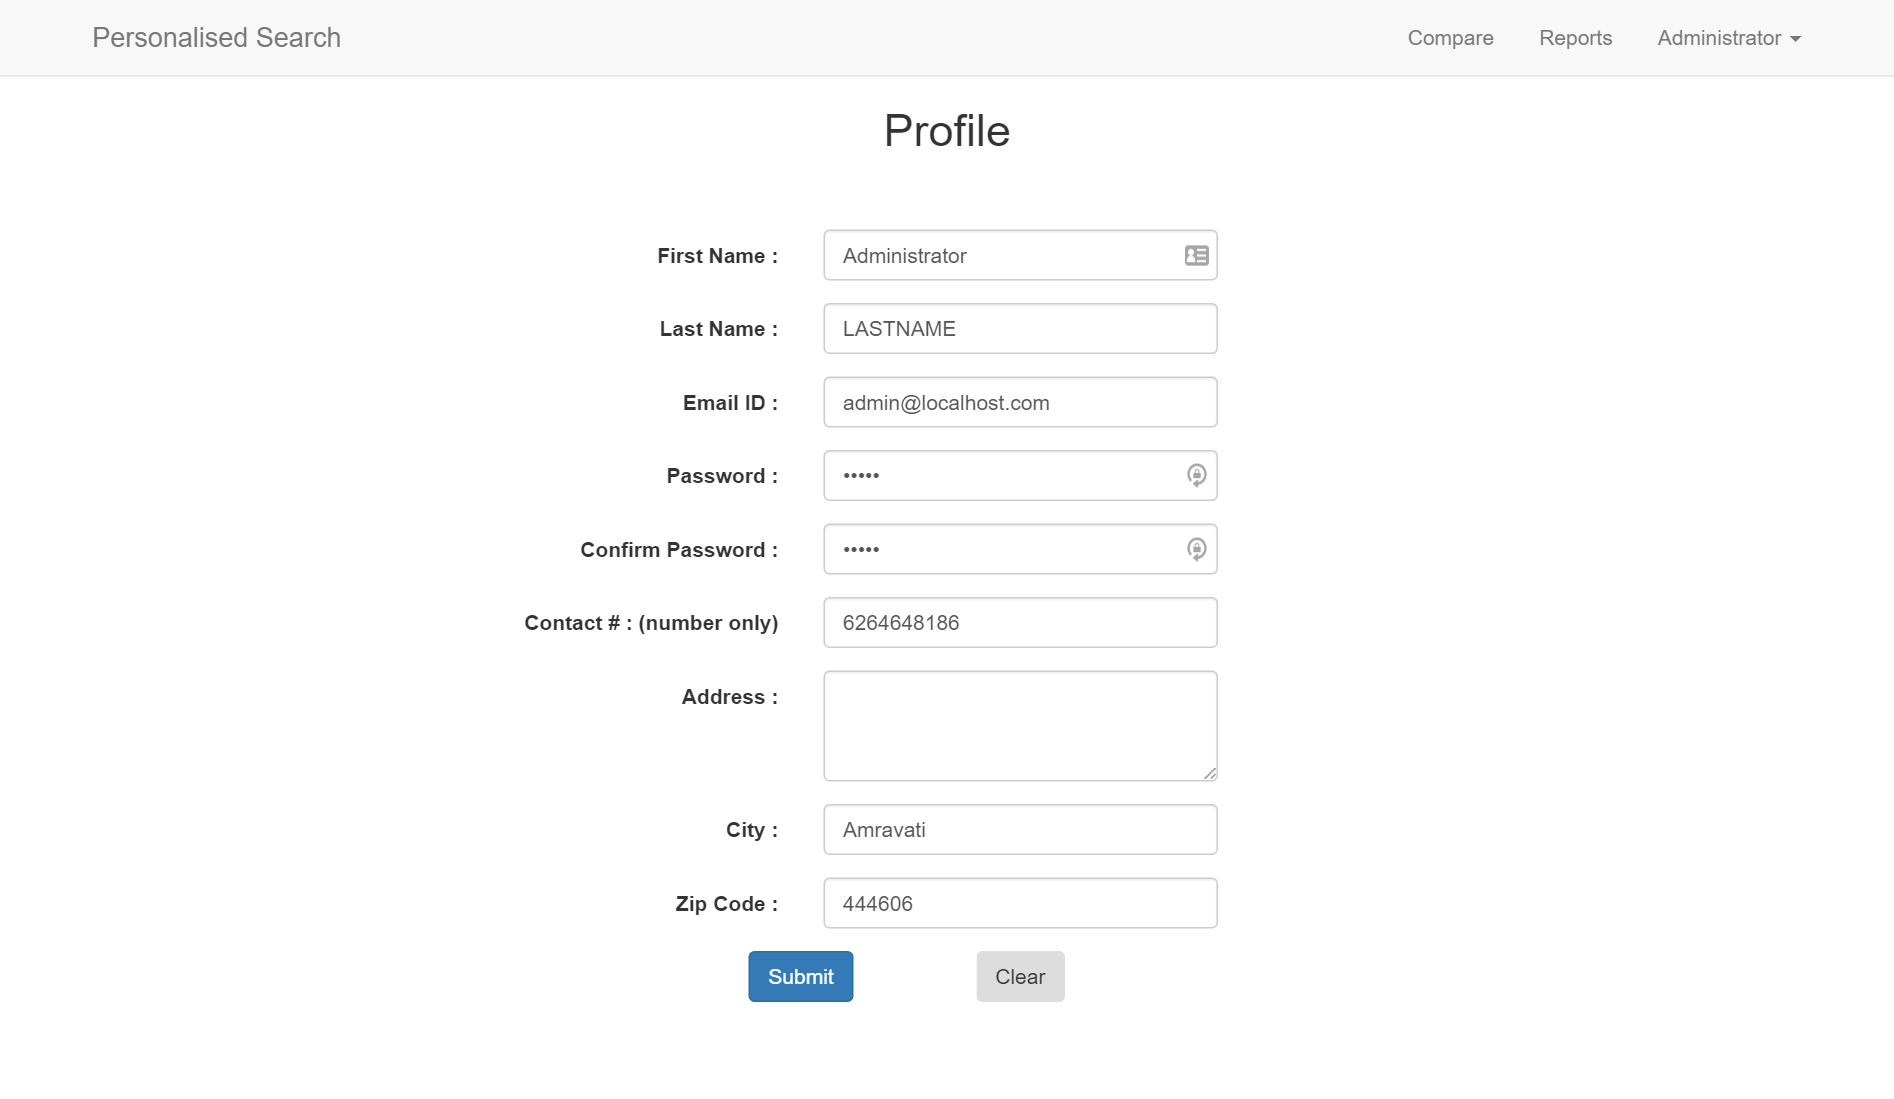 Personalised Search Compare Reports Administrator
Profile
First Name : Administrator
Last Name : LASTNAME
Email ID : admin@localhost.com
Password : •••••
Confirm Password : •••••
Contact # : (number only) 6264648186
Address :
City : Amravati
Zip Code : 444606
Submit Clear